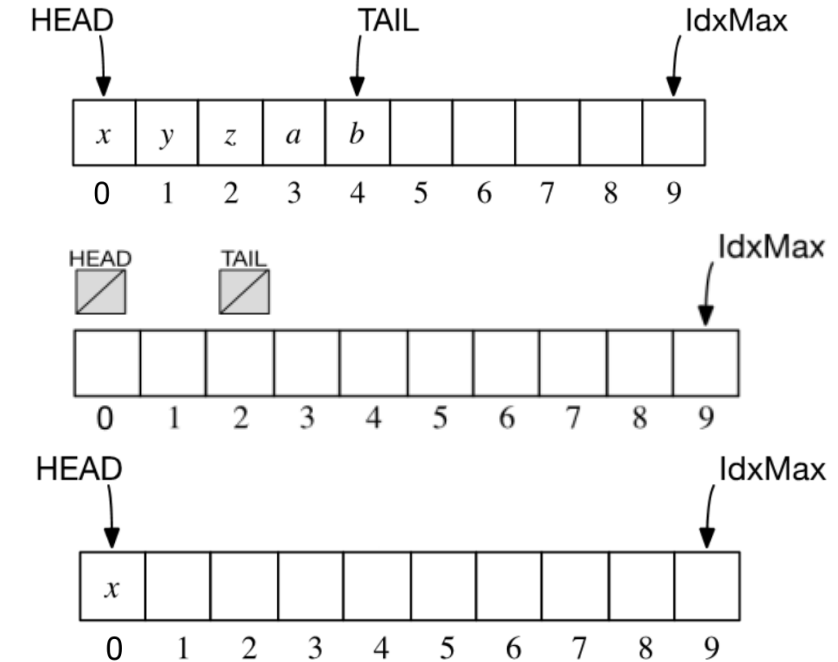 HEAD TAIL IdxMax
x y z a b
0 1 2 3 4 5 6 7 8 9
HEAD TAIL IdxMax
0 1 2 3 4 5 6 7 8 9
HEAD IdxMax
x
0 1 2 3 4 5 6 7 8 9